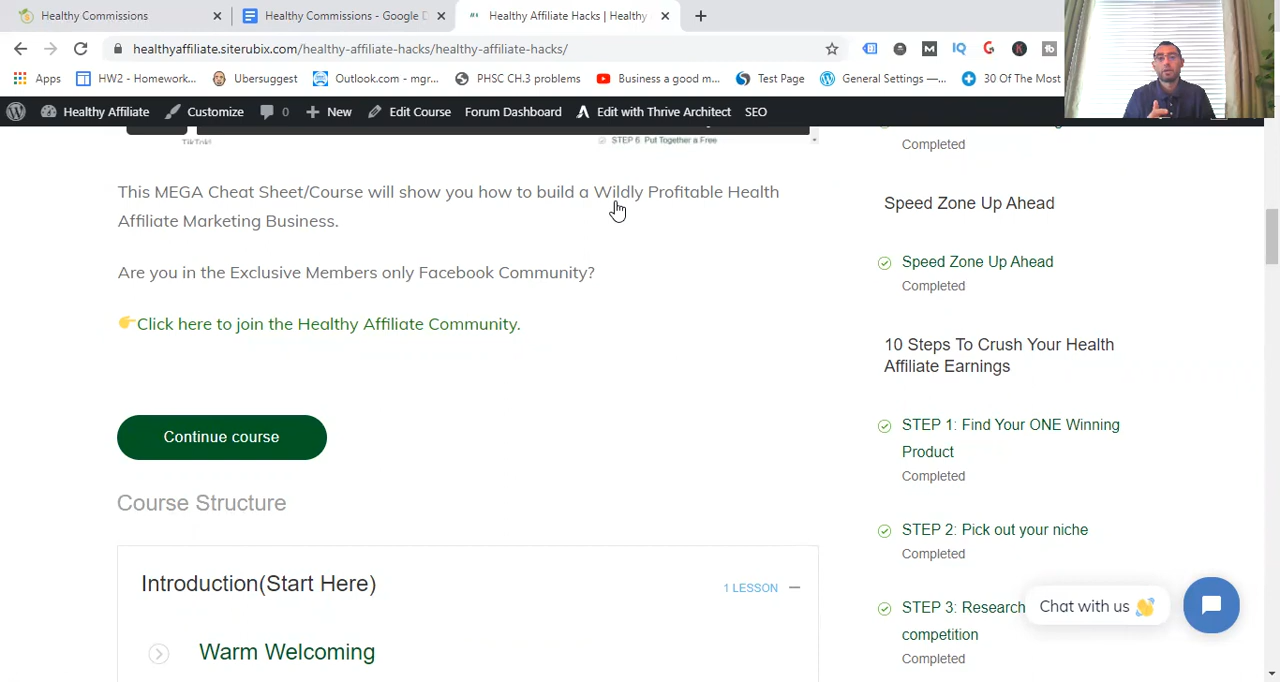 Healthy Commissions
Healthy Commissions - Google D
Healthy Affiliate Hacks | Healthy
healthyaffiliate.siterubix.com/healthy-affiliate-hacks/healthy-affiliate-hacks/
Apps
HW2 - Homework...
Ubersuggest
Outlook.com - mgr...
PHSC CH.3 problems
Business a good m...
Test Page
General Settings —...
30 Of The Most
Healthy Affiliate
Customize
0
New
Edit Course
Forum Dashboard
Edit with Thrive Architect
SEO
TikTok!
STEP 6: Put Together a Free
This MEGA Cheat Sheet/Course will show you how to build a Wildly Profitable Health
Affiliate Marketing Business.
Are you in the Exclusive Members only Facebook Community?
Click here to join the Healthy Affiliate Community.
Continue course
Course Structure
Introduction(Start Here)
1 LESSON
Warm Welcoming
Completed
Speed Zone Up Ahead
Speed Zone Up Ahead
Completed
10 Steps To Crush Your Health
Affiliate Earnings
STEP 1: Find Your ONE Winning
Product
Completed
STEP 2: Pick out your niche
Completed
STEP 3: Research
competition
Completed
Chat with us 👋